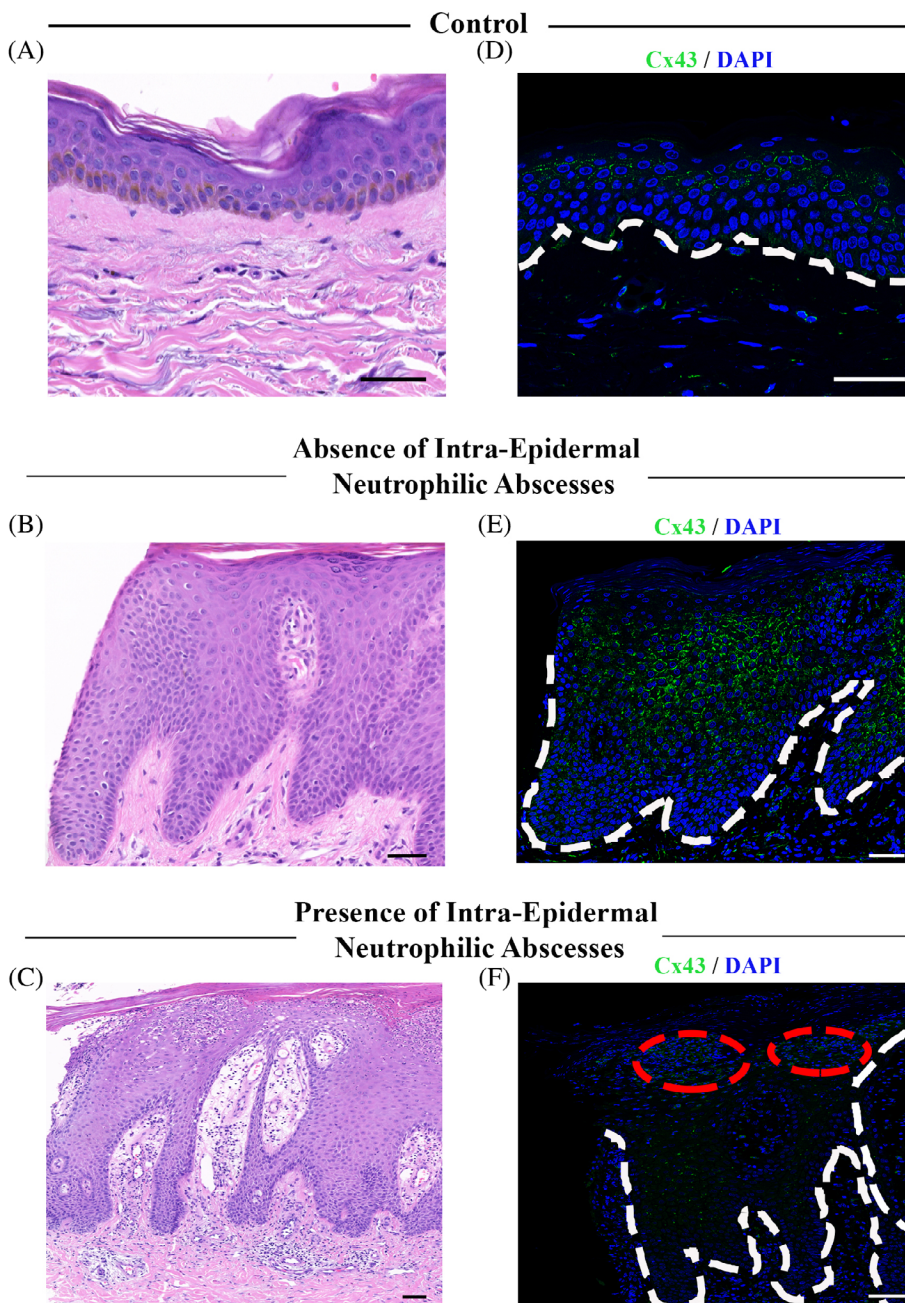 Control
(A)
(D)
Cx43 / DAPI
Absence of Intra-Epidermal
Neutrophilic Abscesses
(B)
(E)
Cx43 / DAPI
Presence of Intra-Epidermal
Neutrophilic Abscesses
(C)
(F)
Cx43 / DAPI